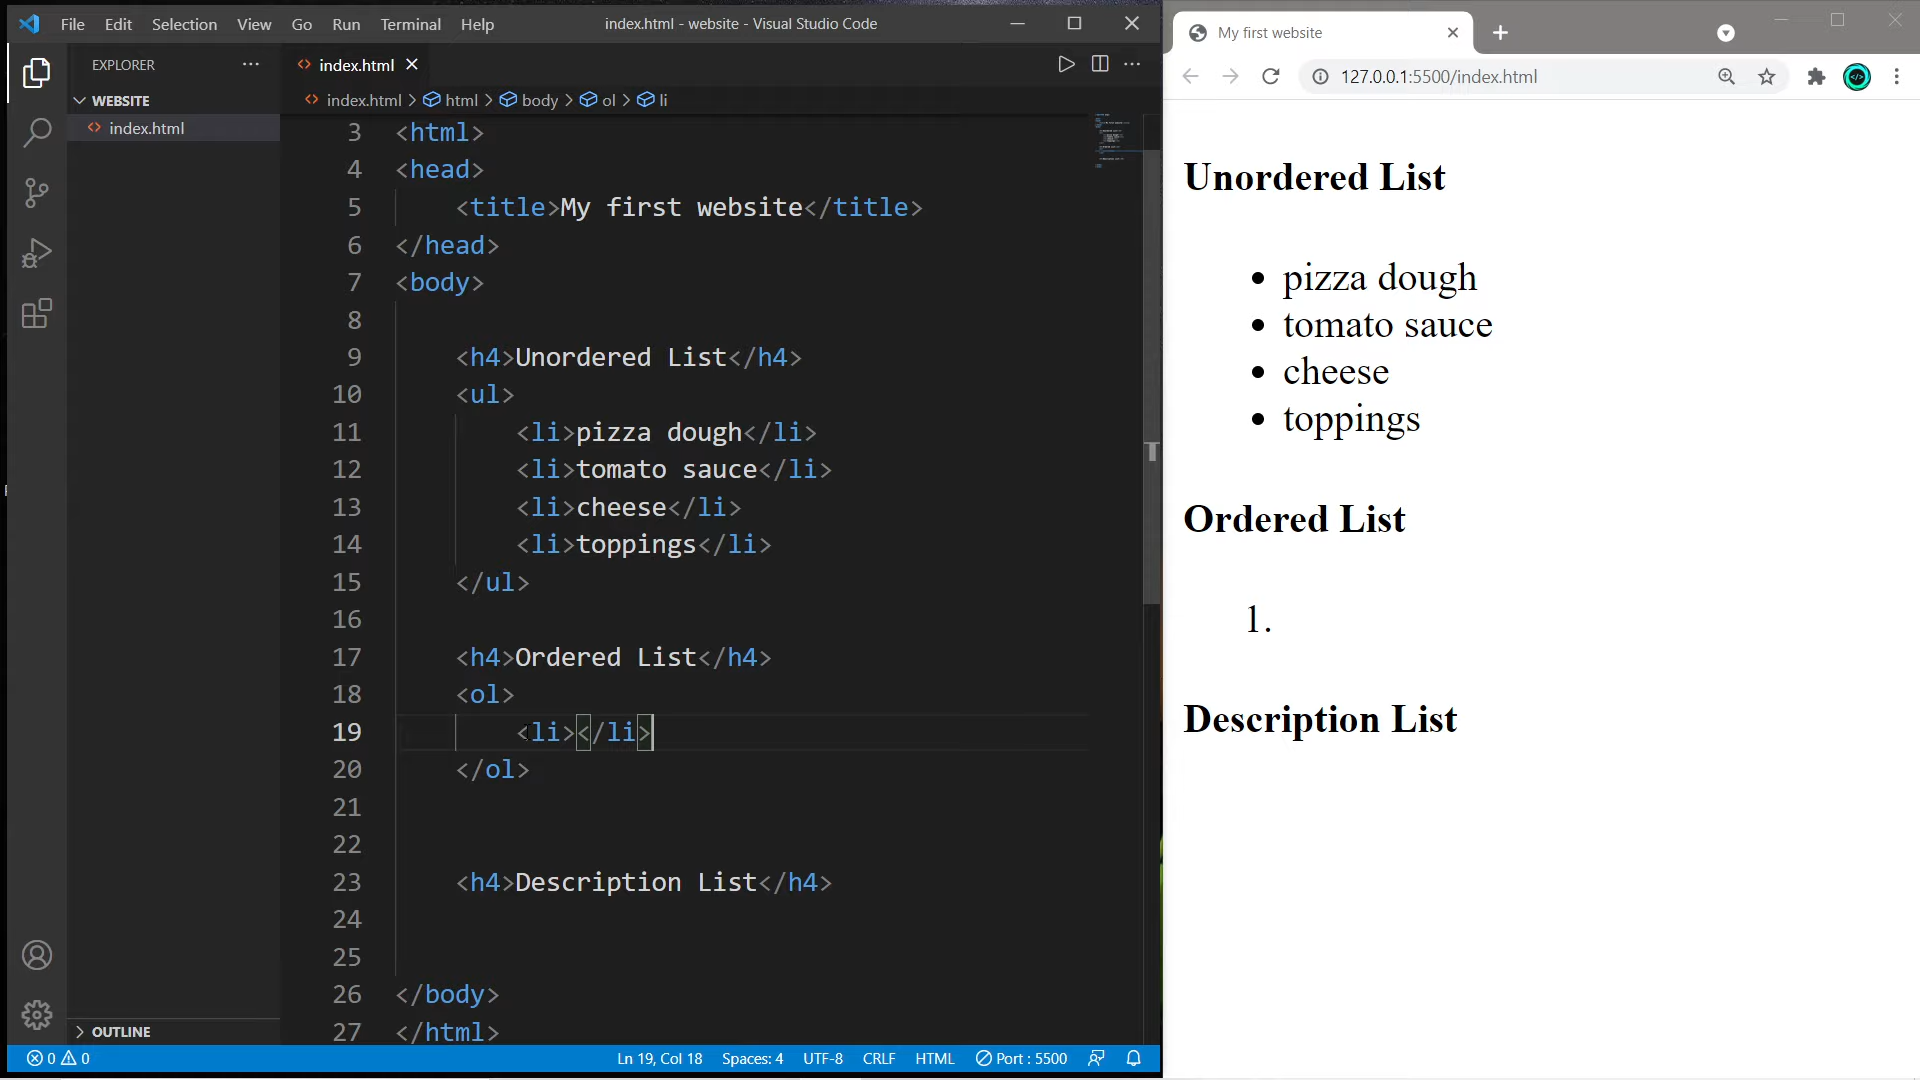 File Edit Selection View Go Run Terminal Help index.html - website - Visual Studio Code
EXPLORER
WEBSITE
index.html
OUTLINE
index.html
index.html > html > body > ol > li
3 <html>
4 <head>
5 <title>My first website</title>
6 </head>
7 <body>
8
9 <h4>Unordered List</h4>
10 <ul>
11 <li>pizza dough</li>
12 <li>tomato sauce</li>
13 <li>cheese</li>
14 <li>toppings</li>
15 </ul>
16
17 <h4>Ordered List</h4>
18 <ol>
19 <li></li>
20 </ol>
21
22
23 <h4>Description List</h4>
24
25
26 </body>
27 </html>
0 0 Ln 19, Col 18 Spaces: 4 UTF-8 CRLF HTML Port : 5500
My first website
127.0.0.1:5500/index.html
Unordered List
• pizza dough
• tomato sauce
• cheese
• toppings
Ordered List
1.
Description List